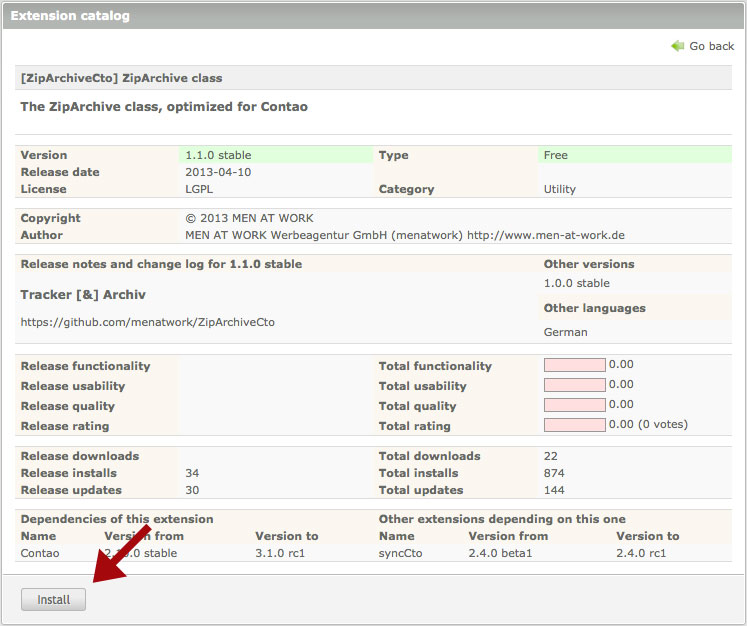 Extension catalog
Go back
[ZipArchiveCto] ZipArchive class
The ZipArchive class, optimized for Contao
Version 1.1.0 stable Type Free
Release date 2013-04-10
License LGPL Category Utility
Copyright © 2013 MEN AT WORK
Author MEN AT WORK Werbeagentur GmbH (menatwork) http://www.men-at-work.de
Release notes and change log for 1.1.0 stable Other versions
1.0.0 stable
Tracker [&] Archiv
Other languages
https://github.com/menatwork/ZipArchiveCto
German
Release functionality Total functionality 0.00
Release usability Total usability 0.00
Release quality Total quality 0.00
Release rating Total rating 0.00 (0 votes)
Release downloads Total downloads 22
Release installs 34 Total installs 874
Release updates 30 Total updates 144
Dependencies of this extension Other extensions depending on this one
Name Version from Version to Name Version from Version to
Contao stable 3.1.0 rc1 syncCto 2.4.0 beta1 2.4.0 rc1
Install